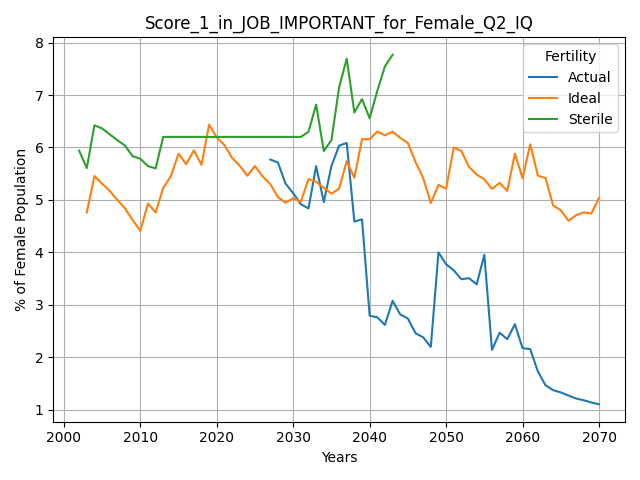 Score_1_in_JOB_IMPORTANT_for_Female_Q2_IQ
% of Female Population
8
7
6
5
4
3
2
1
Fertility
Actual
Ideal
Sterile
2000 2010 2020 2030 2040 2050 2060 2070
Years